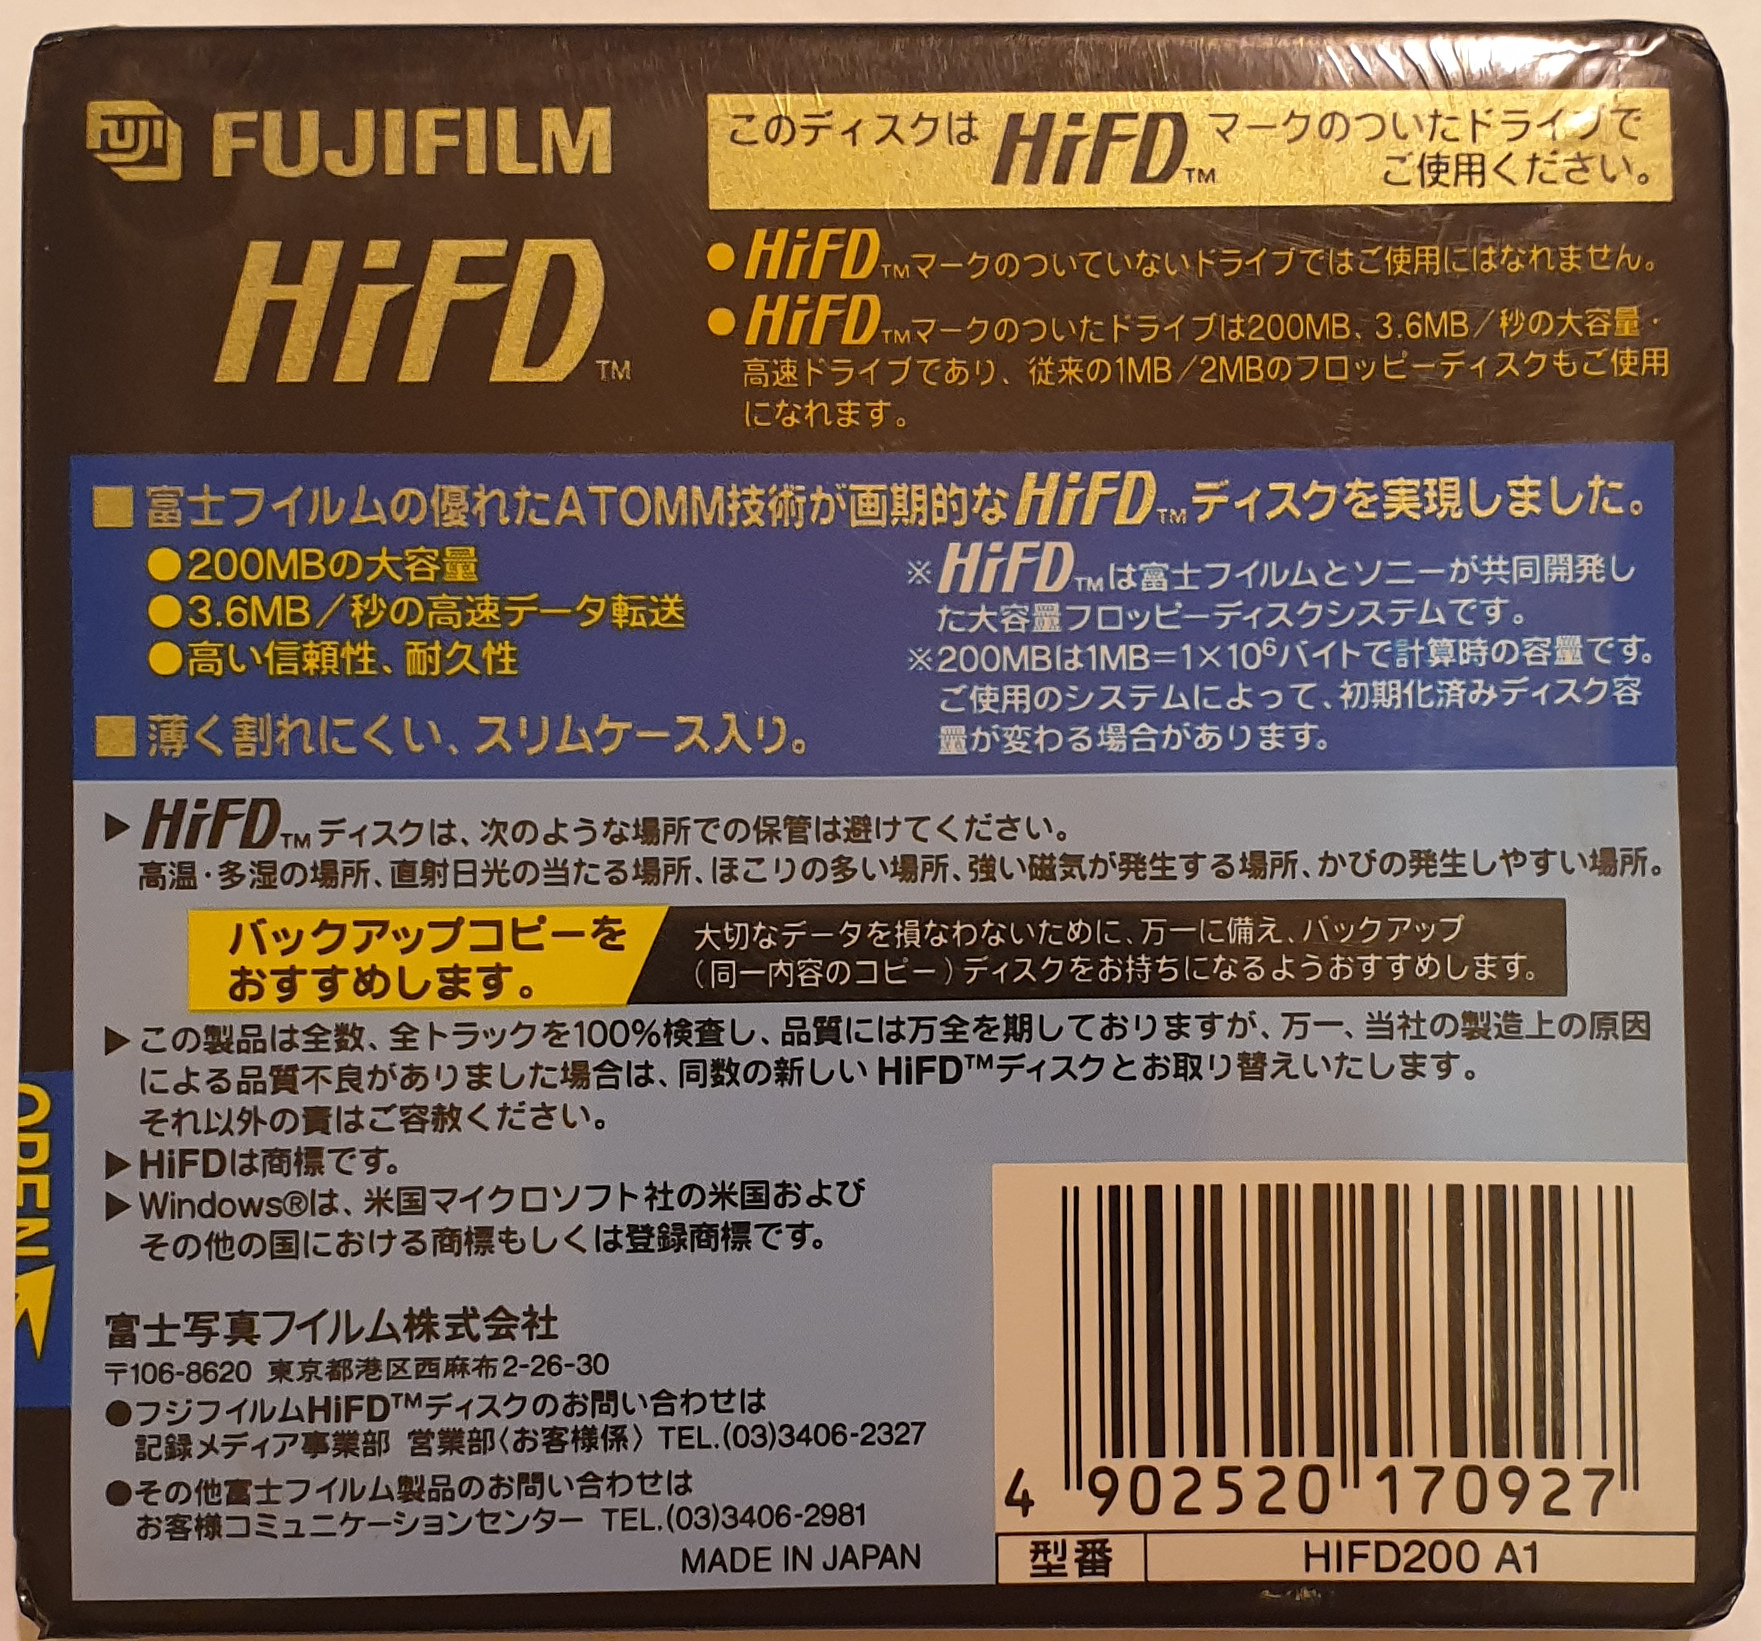 FUJI FUJIFILM
HiFD™
このディスクは HiFD™ マークのついたドライブで
ご使用ください。
●HiFD™マークのついていないドライブではご使用にはなれません。
●HiFD™マークのついたドライブは200MB、3.6MB／秒の大容量・
高速ドライブであり、従来の1MB／2MBのフロッピーディスクもご使用
になれます。
■富士フイルムの優れたATOMM技術が画期的なHiFD™ディスクを実現しました。
●200MBの大容量
●3.6MB／秒の高速データ転送
●高い信頼性、耐久性
■薄く割れにくい、スリムケース入り。
※HiFD™は富士フイルムとソニーが共同開発し
た大容量フロッピーディスクシステムです。
※200MBは1MB=1×10⁶バイトで計算時の容量です。
ご使用のシステムによって、初期化済みディスク容
量が変わる場合があります。
▶HiFD™ディスクは、次のような場所での保管は避けてください。
高温・多湿の場所、直射日光の当たる場所、ほこりの多い場所、強い磁気が発生する場所、かびの発生しやすい場所。
バックアップコピーを
おすすめします。
大切なデータを損なわないために、万一に備え、バックアップ
（同一内容のコピー）ディスクをお持ちになるようおすすめします。
▶この製品は全数、全トラックを100%検査し、品質には万全を期しておりますが、万一、当社の製造上の原因
による品質不良がありました場合は、同数の新しい HiFD™ディスクとお取り替えいたします。
それ以外の責はご容赦ください。
▶HiFDは商標です。
▶Windows®は、米国マイクロソフト社の米国および
その他の国における商標もしくは登録商標です。
OPEN
富士写真フイルム株式会社
〒106-8620 東京都港区西麻布2-26-30
●フジフイルムHiFD™ディスクのお問い合わせは
記録メディア事業部 営業部〈お客様係〉 TEL.(03)3406-2327
●その他富士フイルム製品のお問い合わせは
お客様コミュニケーションセンター TEL.(03)3406-2981
MADE IN JAPAN
4 902520 170927
型番 HIFD200 A1